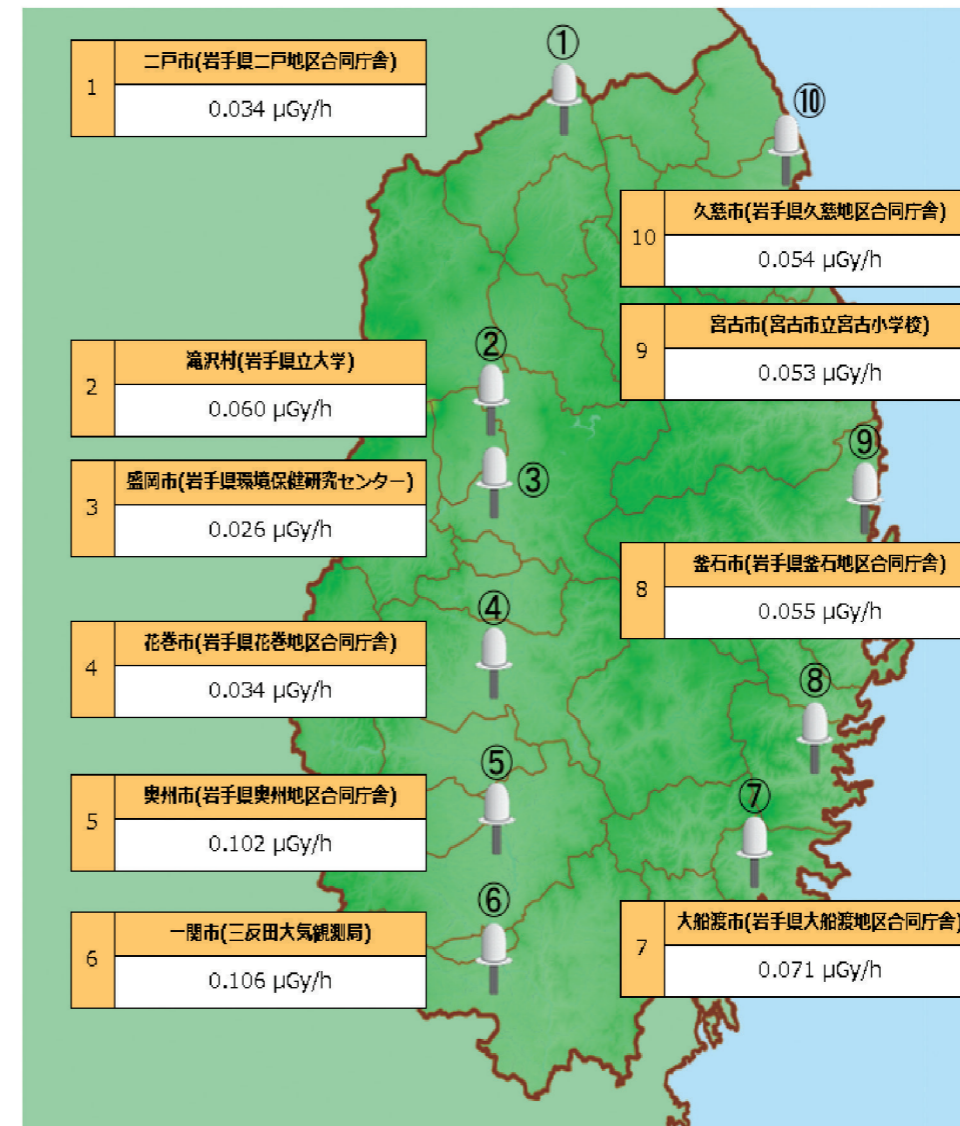 ①
1
二戸市(岩手県二戸地区合同庁舎)
0.034 μGy/h
⑩
10
久慈市(岩手県久慈地区合同庁舎)
0.054 μGy/h
②
2
滝沢村(岩手県立大学)
0.060 μGy/h
9
宮古市(宮古市立宮古小学校)
0.053 μGy/h
③
3
盛岡市(岩手県環境保健研究センター)
0.026 μGy/h
⑨
8
釜石市(岩手県釜石地区合同庁舎)
0.055 μGy/h
④
4
花巻市(岩手県花巻地区合同庁舎)
0.034 μGy/h
⑧
⑤
5
奥州市(岩手県奥州地区合同庁舎)
0.102 μGy/h
⑦
⑥
6
一関市(三反田大気観測局)
0.106 μGy/h
7
大船渡市(岩手県大船渡地区合同庁舎)
0.071 μGy/h